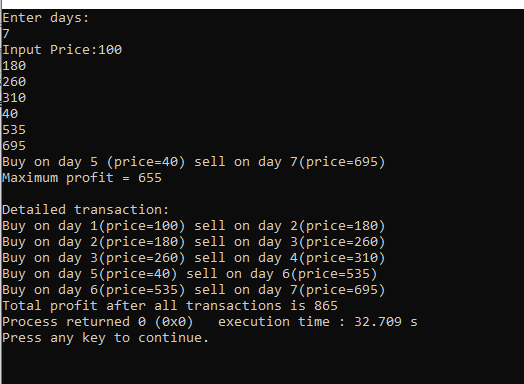 Enter days:
7
Input Price:100
180
260
310
40
535
695
Buy on day 5 (price=40) sell on day 7(price=695)
Maximum profit = 655
Detailed transaction:
Buy on day 1(price=100) sell on day 2(price=180)
Buy on day 2(price=180) sell on day 3(price=260)
Buy on day 3(price=260) sell on day 4(price=310)
Buy on day 5(price=40) sell on day 6(price=535)
Buy on day 6(price=535) sell on day 7(price=695)
Total profit after all transactions is 865
Process returned 0 (0x0)   execution time : 32.709 s
Press any key to continue.